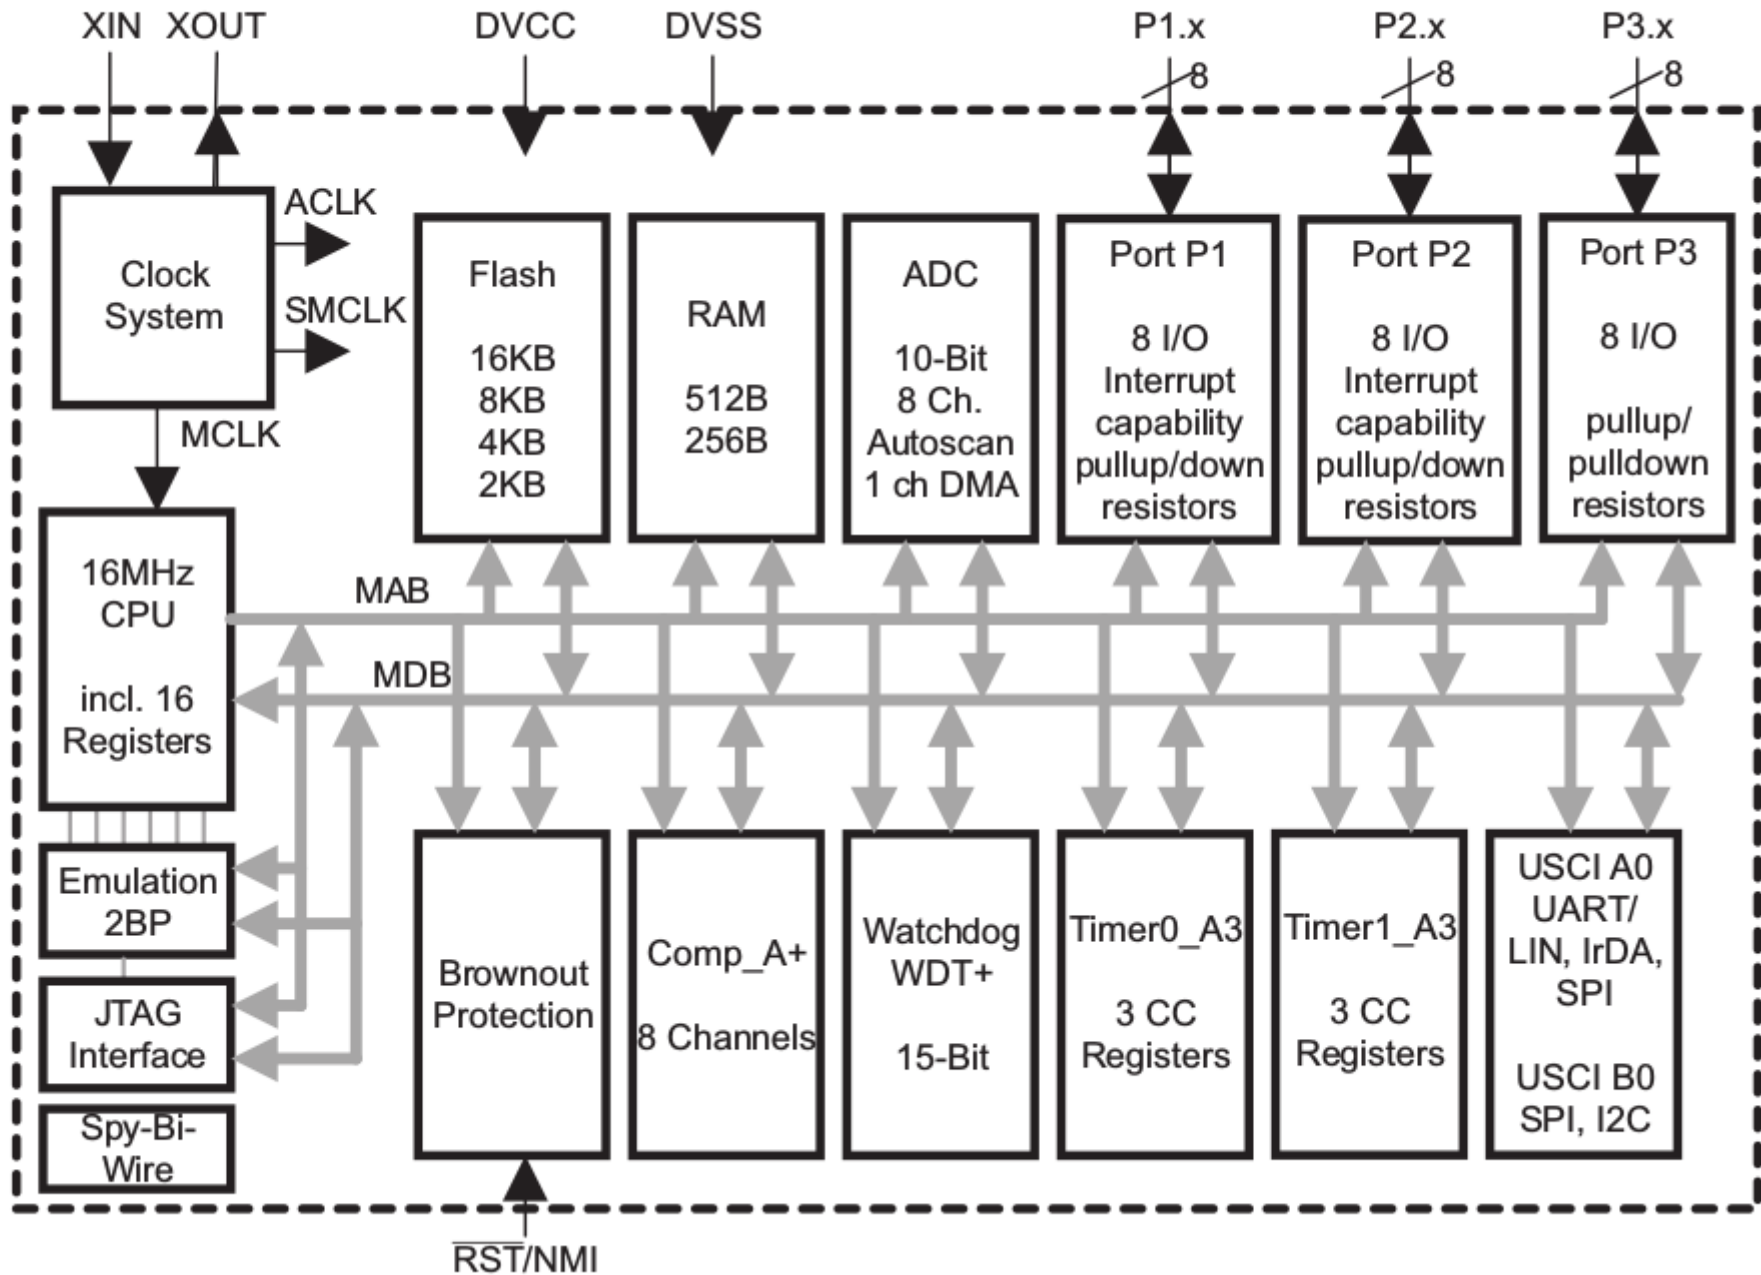 XIN XOUT DVCC DVSS P1.x P2.x P3.x
8 8 8
ACLK
SMCLK
MCLK
Clock
System
Flash
16KB
8KB
4KB
2KB
RAM
512B
256B
ADC
10-Bit
8 Ch.
Autoscan
1 ch DMA
Port P1
8 I/O
Interrupt
capability
pullup/down
resistors
Port P2
8 I/O
Interrupt
capability
pullup/down
resistors
Port P3
8 I/O
pullup/
pulldown
resistors
16MHz
CPU
incl. 16
Registers
MAB
MDB
Emulation
2BP
JTAG
Interface
Spy-Bi-
Wire
Brownout
Protection
Comp_A+
8 Channels
Watchdog
WDT+
15-Bit
Timer0_A3
3 CC
Registers
Timer1_A3
3 CC
Registers
USCI A0
UART/
LIN, IrDA,
SPI
USCI B0
SPI, I2C
RST/NMI